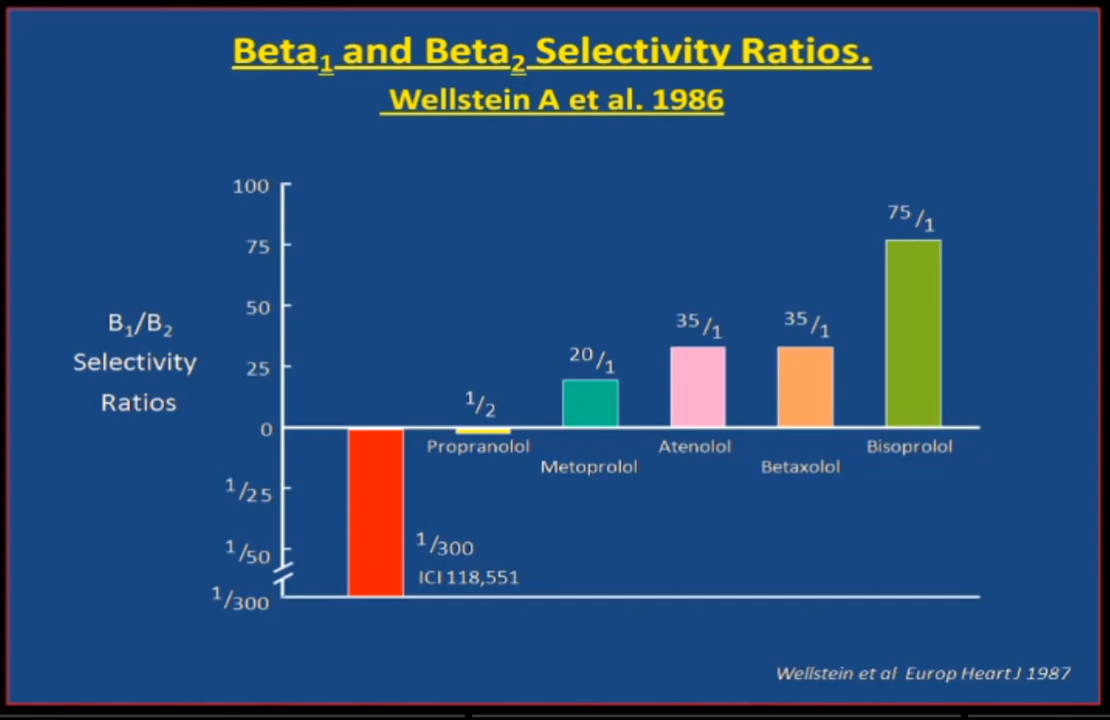 Beta₁ and Beta₂ Selectivity Ratios.
Wellstein A et al. 1986
B₁/B₂
Selectivity
Ratios
100
75
50
25
0
1/25
1/50
1/300
1/300
ICI 118,551
1/2
Propranolol
20/1
Metoprolol
35/1
Atenolol
35/1
Betaxolol
75/1
Bisoprolol
Wellstein et al Europ Heart J 1987